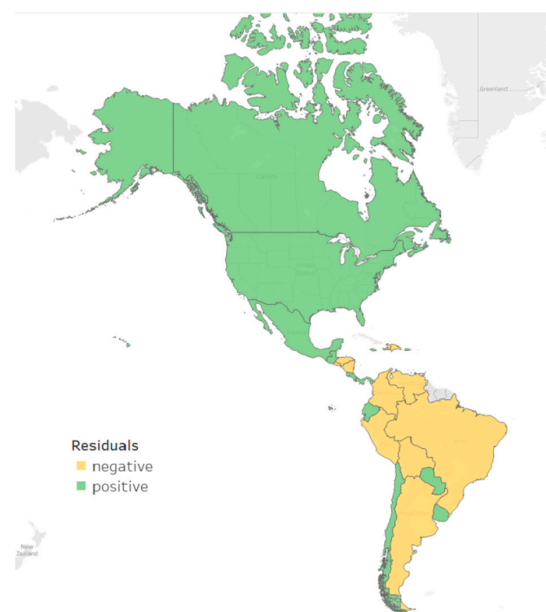 Greenland
Residuals
negative
positive
New
Zealand